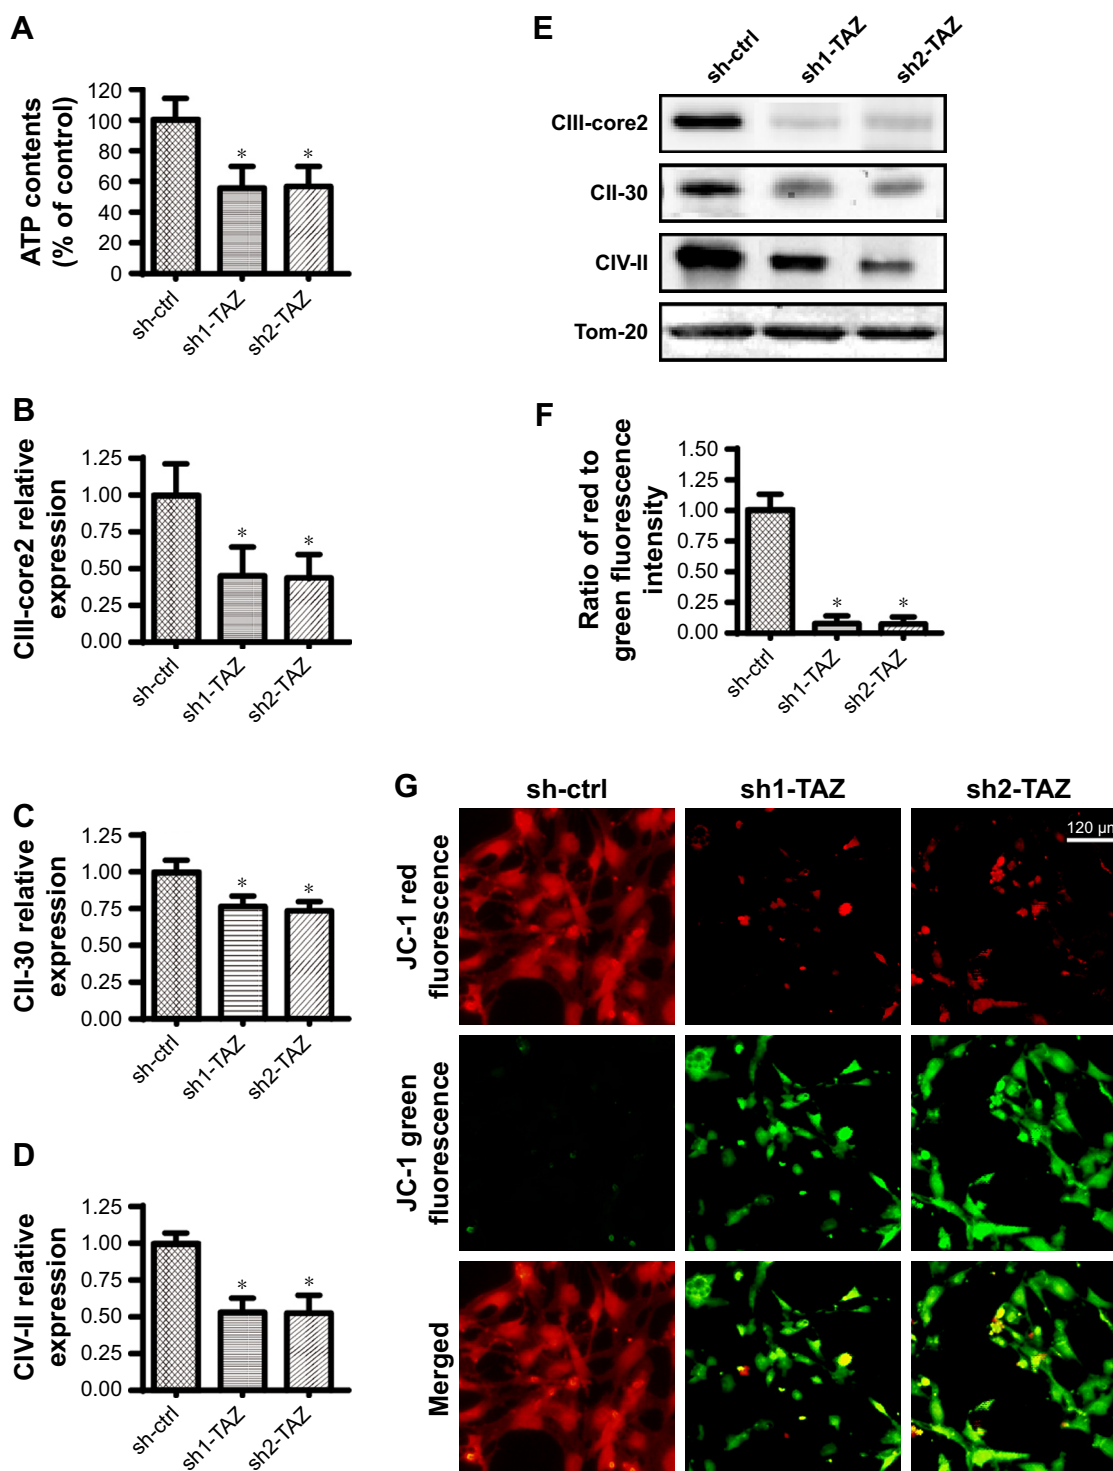 A
ATP contents
(% of control)
120
100
80
60
40
20
0
*
*
sh-ctrl
sh1-TAZ
sh2-TAZ
B
CIII-core2 relative
expression
1.25
1.00
0.75
0.50
0.25
0.00
*
*
sh-ctrl
sh1-TAZ
sh2-TAZ
C
CII-30 relative
expression
1.25
1.00
0.75
0.50
0.25
0.00
*
*
sh-ctrl
sh1-TAZ
sh2-TAZ
D
CIV-II relative
expression
1.25
1.00
0.75
0.50
0.25
0.00
*
*
sh-ctrl
sh1-TAZ
sh2-TAZ
E
sh-ctrl
sh1-TAZ
sh2-TAZ
CIII-core2
CII-30
CIV-II
Tom-20
F
Ratio of red to
green fluorescence
intensity
1.50
1.25
1.00
0.75
0.50
0.25
0.00
*
*
sh-ctrl
sh1-TAZ
sh2-TAZ
G
sh-ctrl
sh1-TAZ
sh2-TAZ
JC-1 red
fluorescence
120 µm
JC-1 green
fluorescence
Merged